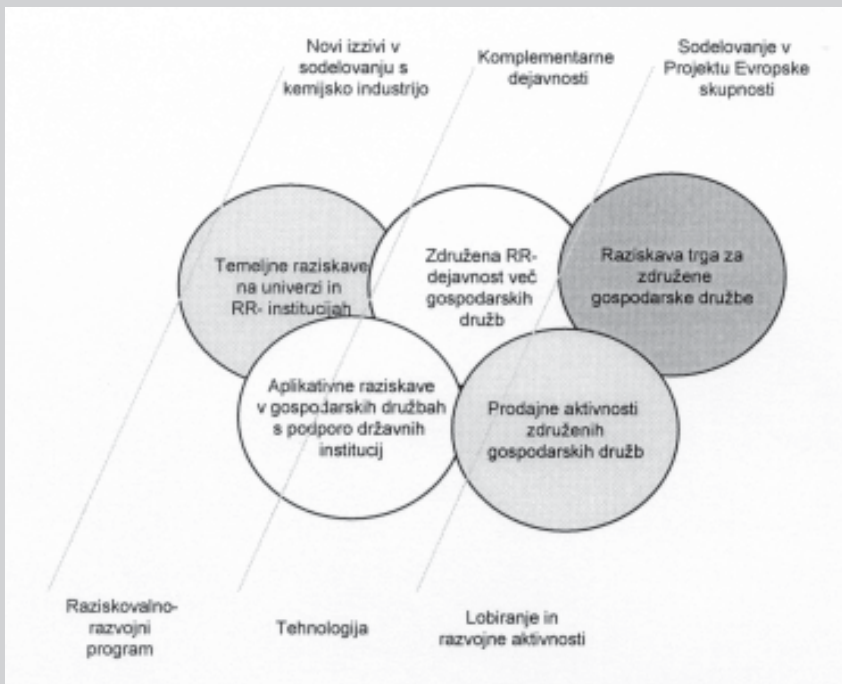 Novi izzivi v
sodelovanju s
kemijsko industrijo
Komplementarne
dejavnosti
Sodelovanje v
Projektu Evropske
skupnosti
Temeljne raziskave
na univerzi in
RR- institucijah
Združena RR-
dejavnost več
gospodarskih
družb
Raziskava trga za
združene
gospodarske družbe
Aplikativne raziskave
v gospodarskih družbah
s podporo državnih
institucij
Prodajne aktivnosti
združenih
gospodarskih družb
Raziskovalno-
razvojni
program
Tehnologija
Lobiranje in
razvojne aktivnosti